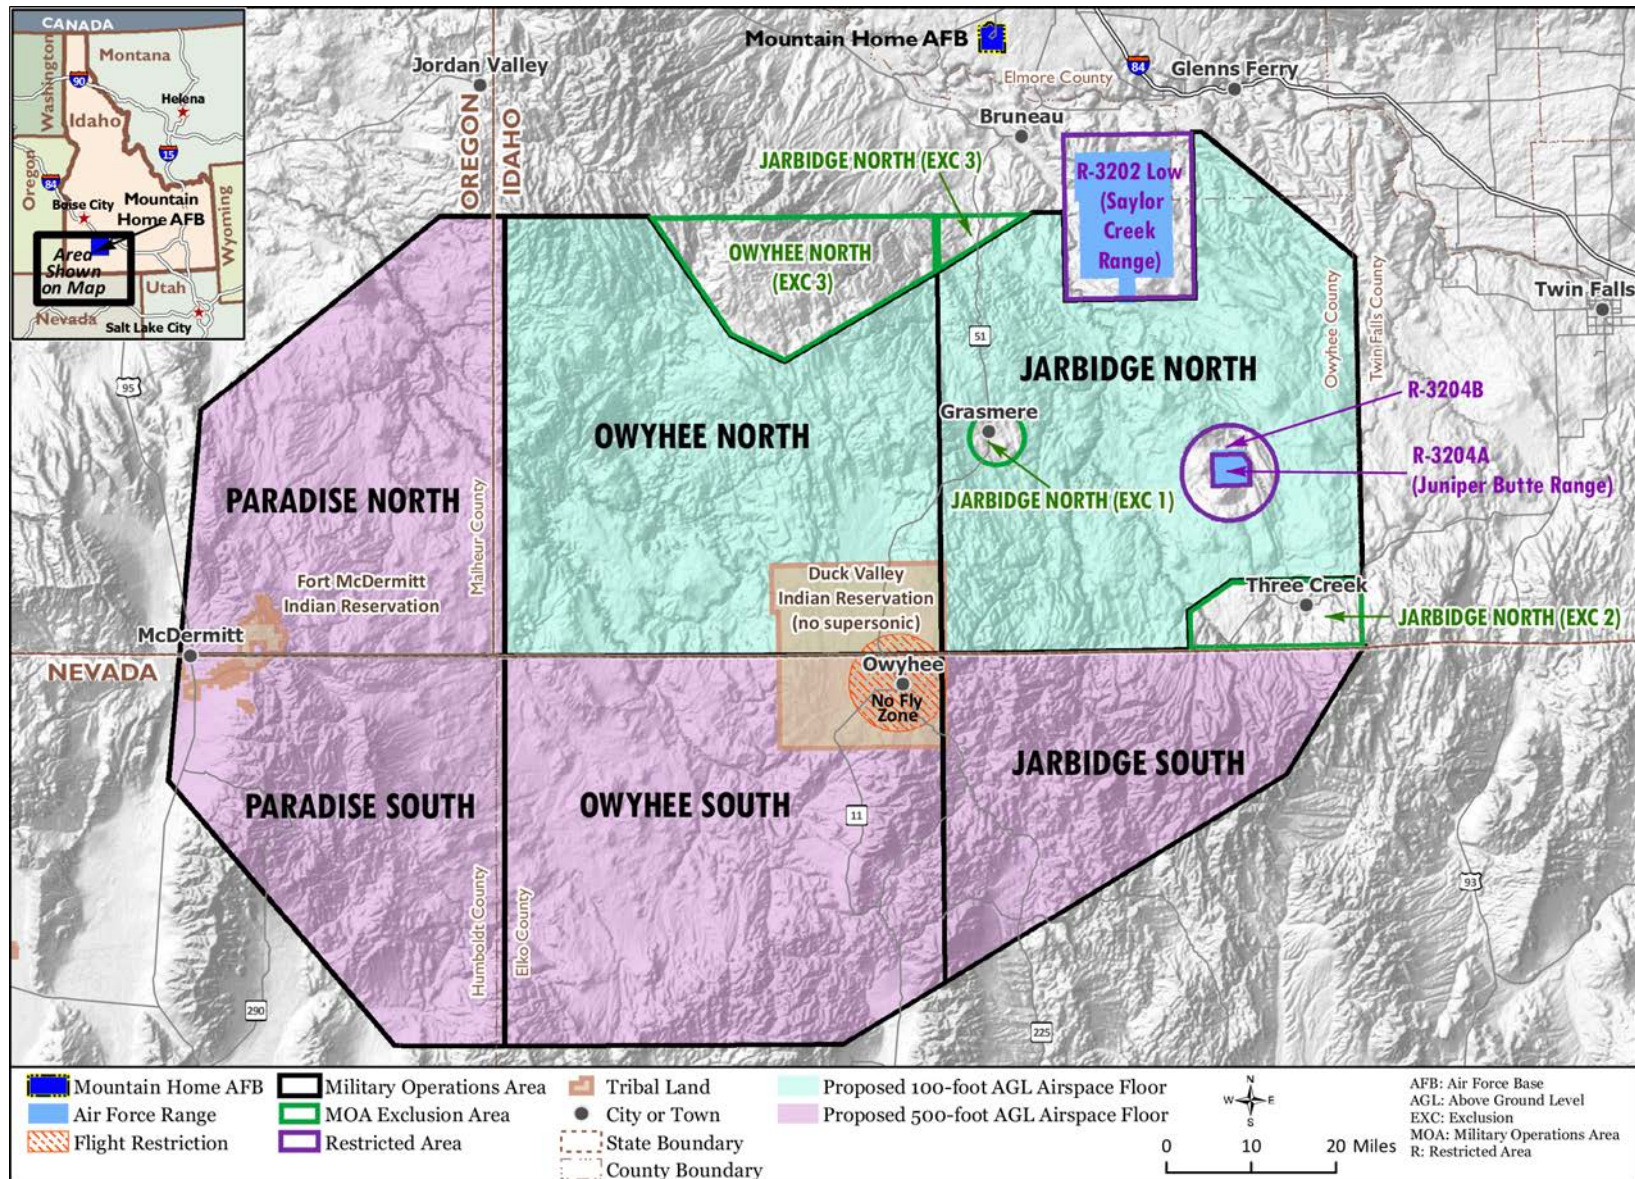 CANADA
Washington
Montana
90
Helena
Idaho
15
Oregon
84
Boise City
Mountain
Home AFB
Wyoming
Area
Shown
on Map
Utah
Nevada
Salt Lake City
Mountain Home AFB
Jordan Valley
84
Glenns Ferry
Elmore County
OREGON
IDAHO
Bruneau
JARBIDGE NORTH (EXC 3)
R-3202 Low
(Saylor
Creek
Range)
OWYHEE NORTH
(EXC 3)
Twin Falls
Owyhee County
Twin Falls County
51
95
JARBIDGE NORTH
R-3204B
Grasmere
OWYHEE NORTH
R-3204A
(Juniper Butte Range)
PARADISE NORTH
JARBIDGE NORTH (EXC 1)
Malheur County
Fort McDermitt
Indian Reservation
Duck Valley
Indian Reservation
(no supersonic)
Three Creek
JARBIDGE NORTH (EXC 2)
McDermitt
NEVADA
Owyhee
No Fly
Zone
JARBIDGE SOUTH
PARADISE SOUTH
OWYHEE SOUTH
11
93
Humboldt County
Elko County
290
225
Mountain Home AFB
Air Force Range
Flight Restriction
Military Operations Area
MOA Exclusion Area
Restricted Area
Tribal Land
City or Town
State Boundary
County Boundary
Proposed 100-foot AGL Airspace Floor
Proposed 500-foot AGL Airspace Floor
N
W E
S
0 10 20 Miles
AFB: Air Force Base
AGL: Above Ground Level
EXC: Exclusion
MOA: Military Operations Area
R: Restricted Area